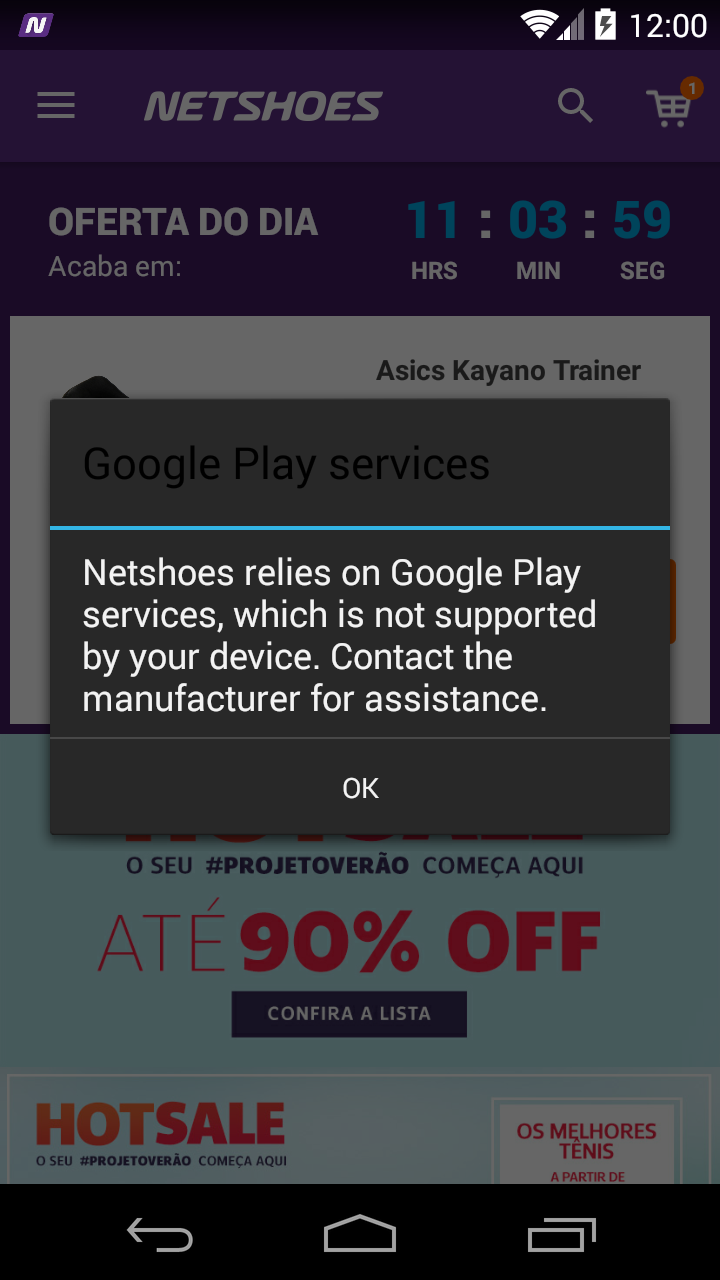 N
12:00
NETSHOES
1
OFERTA DO DIA
Acaba em:
11 : 03 : 59
HRS MIN SEG
Asics Kayano Trainer
Google Play services
Netshoes relies on Google Play
services, which is not supported
by your device. Contact the
manufacturer for assistance.
OK
O SEU #PROJETOVERÃO COMEÇA AQUI
ATÉ 90% OFF
CONFIRA A LISTA
HOTSALE
O SEU #PROJETOVERÃO COMEÇA AQUI
OS MELHORES
TÊNIS
A PARTIR DE